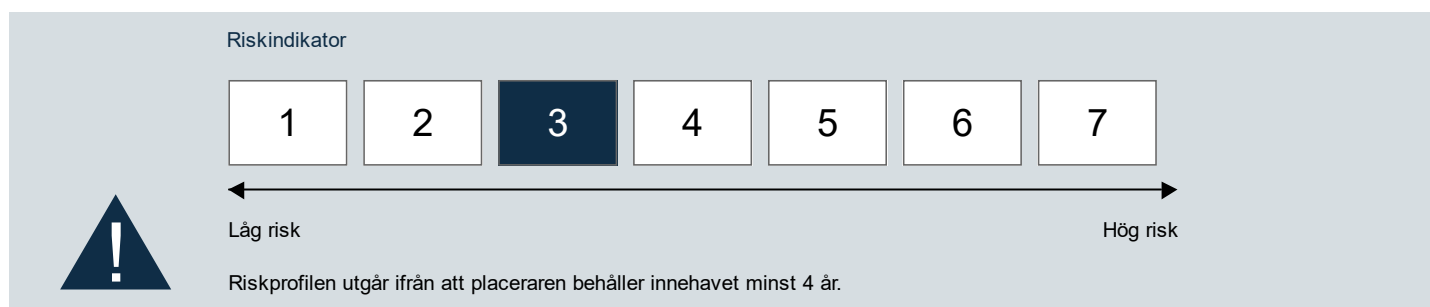 Riskindikator
1 2 3 4 5 6 7
Låg risk Hög risk
!
Riskprofilen utgår ifrån att placeraren behåller innehavet minst 4 år.